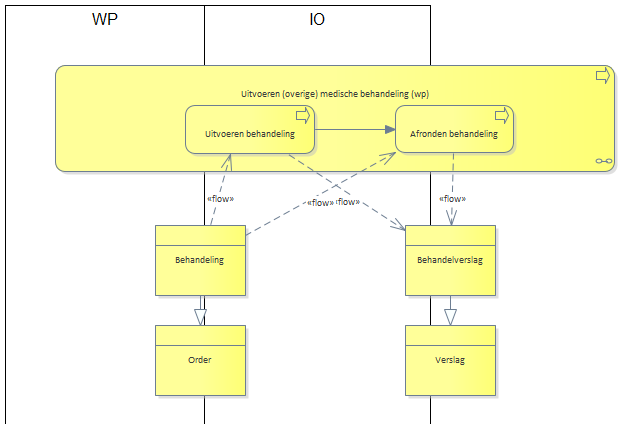 WP
IO
Uitvoeren (overige) medische behandeling (wp)
Uitvoeren behandeling
Afronden behandeling
«flow»
«flow»
flow»
«flow»
Behandeling
Behandelverslag
Order
Verslag